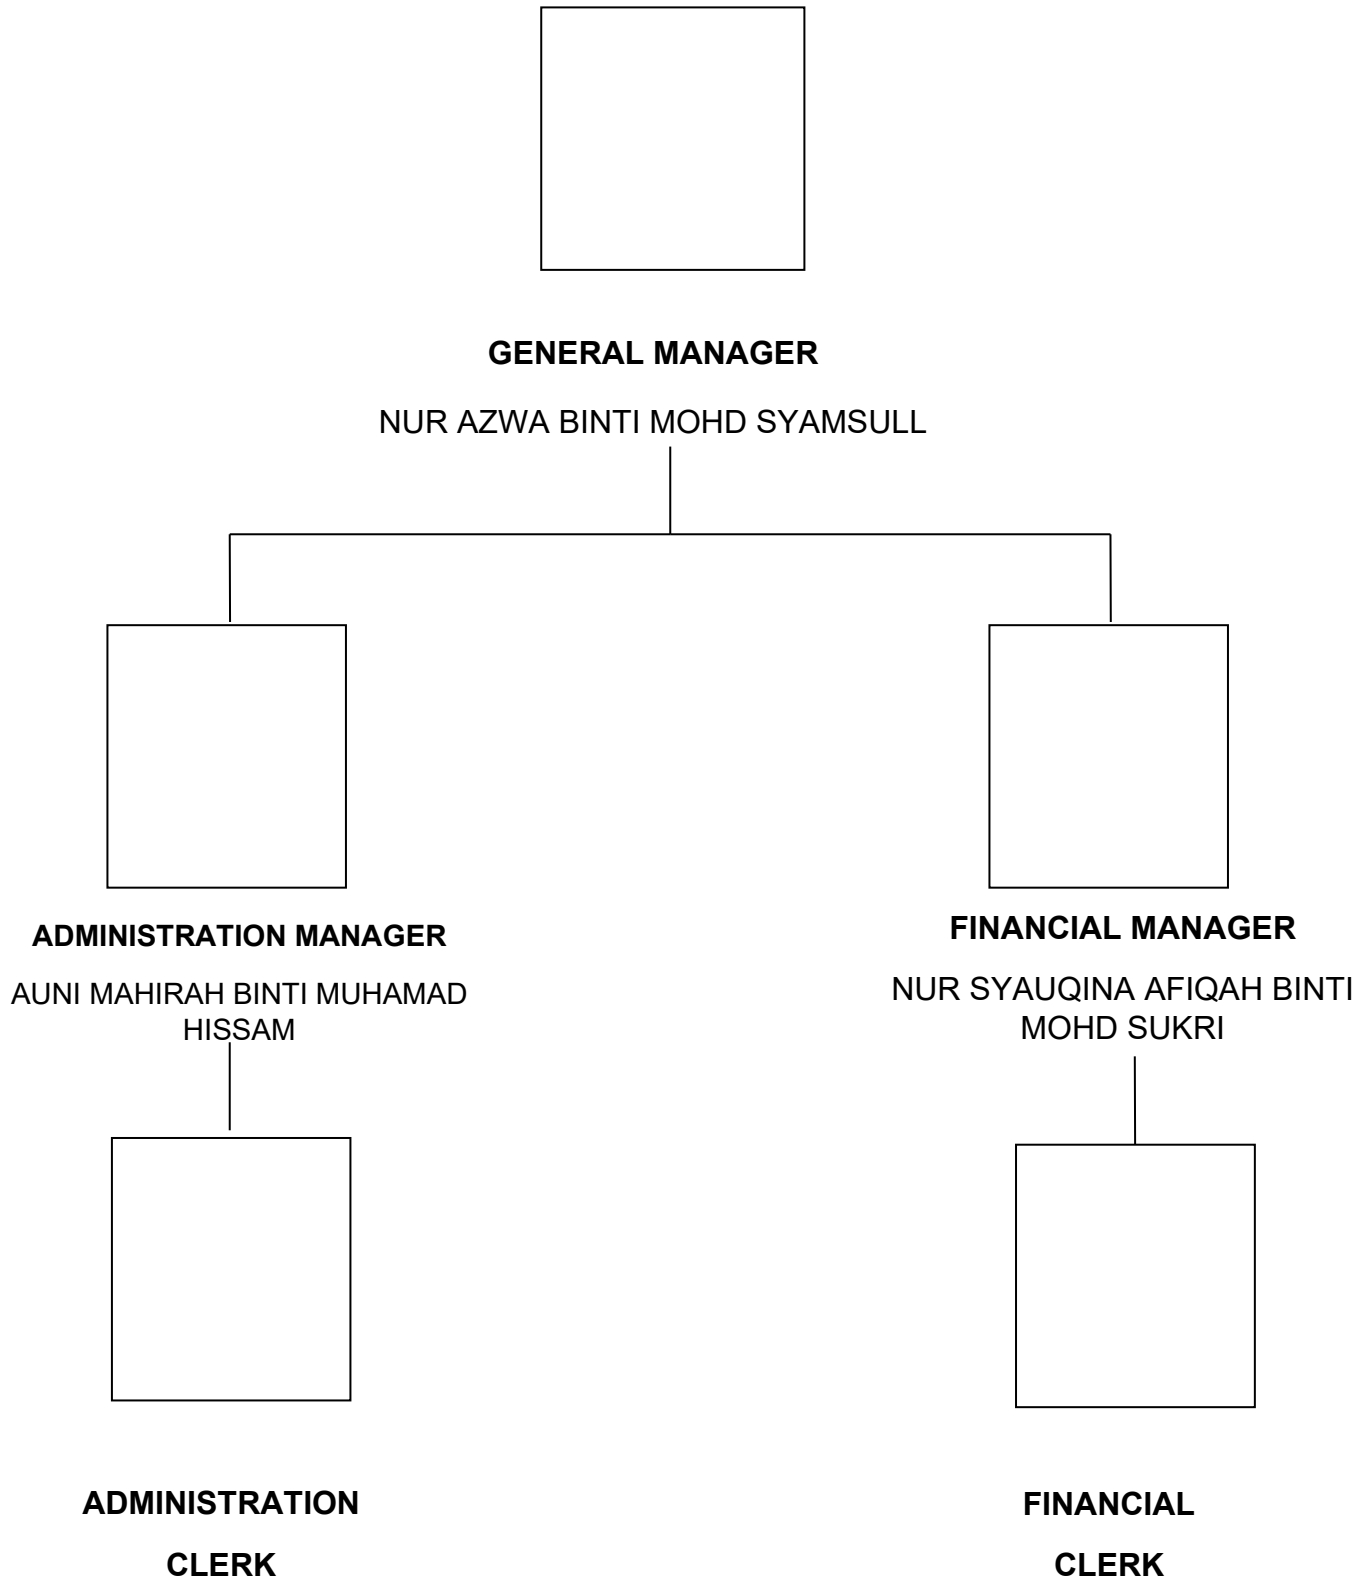 GENERAL MANAGER
NUR AZWA BINTI MOHD SYAMSULL
ADMINISTRATION MANAGER
AUNI MAHIRAH BINTI MUHAMAD
HISSAM
FINANCIAL MANAGER
NUR SYAUQINA AFIQAH BINTI
MOHD SUKRI
ADMINISTRATION
CLERK
FINANCIAL
CLERK